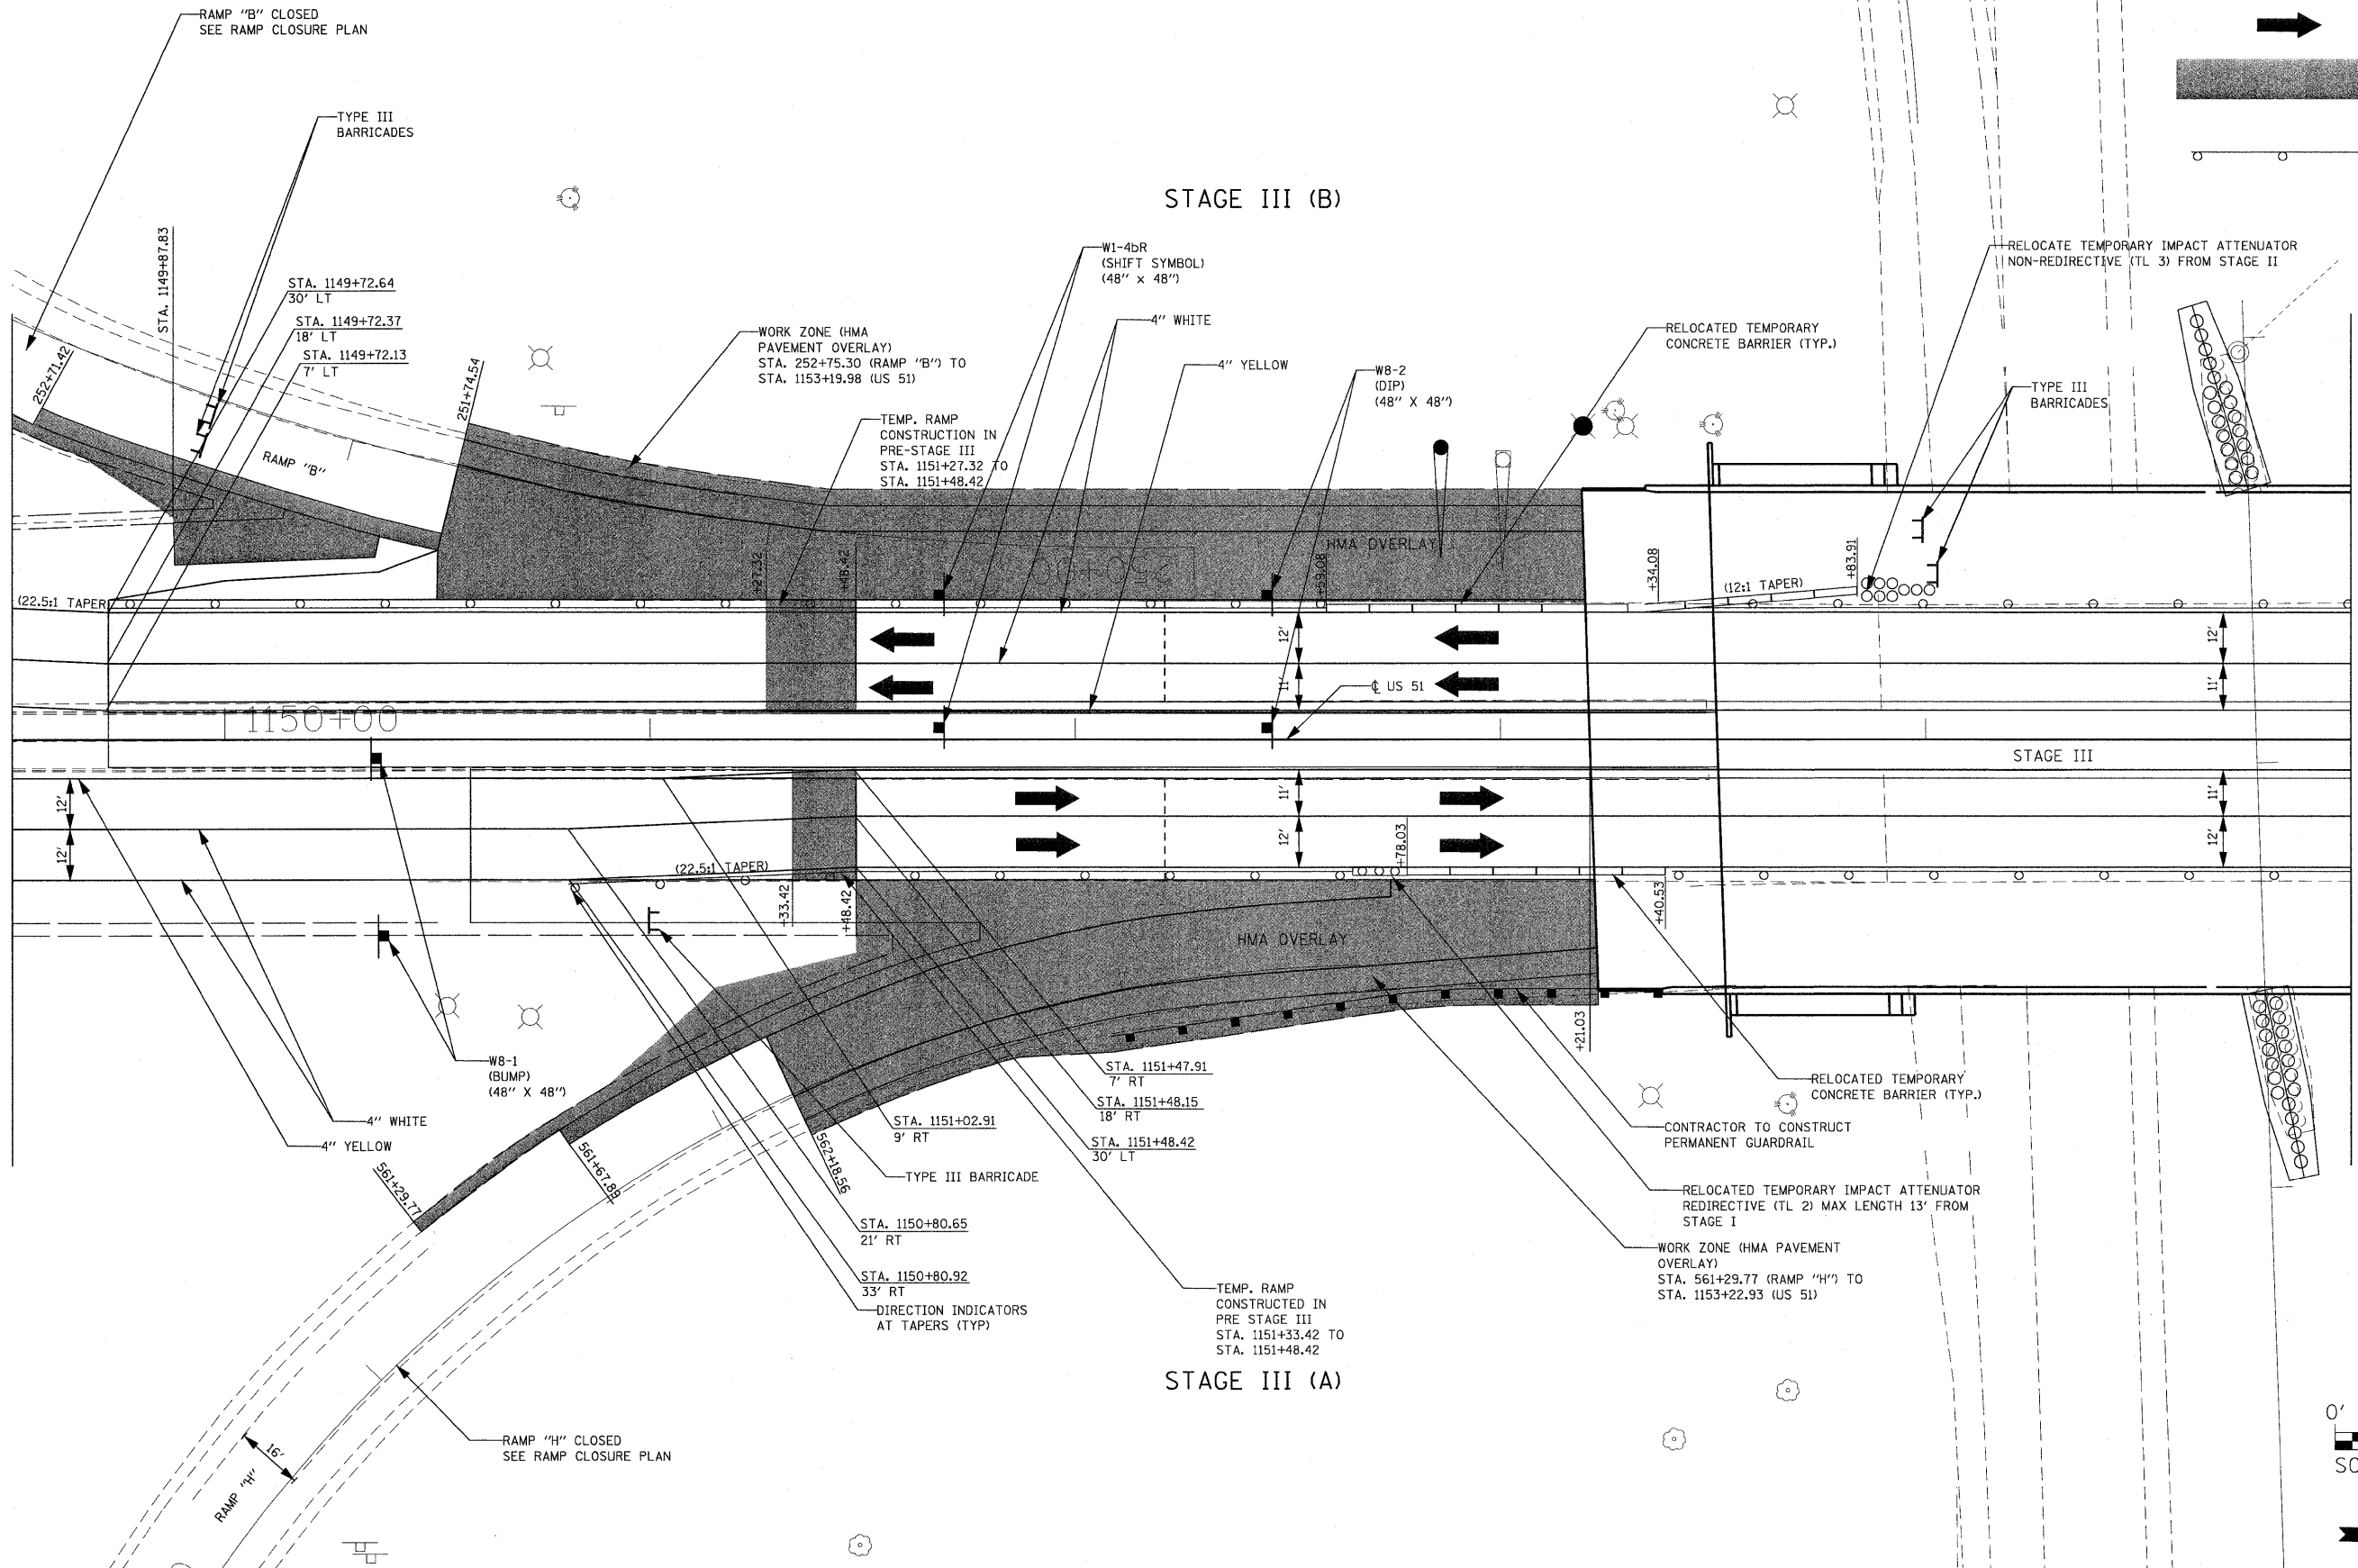 RAMP "B" CLOSED
SEE RAMP CLOSURE PLAN
TYPE III
BARRICADES
STAGE III (B)
STA. 1149+87.83
STA. 1149+72.64
30' LT
STA. 1149+72.37
18' LT
STA. 1149+72.13
7' LT
252+71.42
251+74.54
RAMP "B"
WORK ZONE (HMA
PAVEMENT OVERLAY)
STA. 252+75.30 (RAMP "B") TO
STA. 1153+19.98 (US 51)
TEMP. RAMP
CONSTRUCTION IN
PRE-STAGE III
STA. 1151+27.32 TO
STA. 1151+48.42
W1-4bR
(SHIFT SYMBOL)
(48" x 48")
4" WHITE
4" YELLOW
W8-2
(DIP)
(48" X 48")
RELOCATED TEMPORARY
CONCRETE BARRIER (TYP.)
RELOCATE TEMPORARY IMPACT ATTENUATOR
NON-REDIRECTIVE (TL 3) FROM STAGE II
TYPE III
BARRICADES
HMA OVERLAY
+27.32
+48.42
+59.08
+34.08
+83.91
(12:1 TAPER)
(22.5:1 TAPER
12'
11'
12'
11'
℄ US 51
1150+00
STAGE III
12'
12'
11'
12'
11'
12'
(22.5:1 TAPER)
+33.42
+48.42
+78.03
+40.53
HMA OVERLAY
+21.03
W8-1
(BUMP)
(48" X 48")
4" WHITE
4" YELLOW
561+29.77
561+67.89
562+18.56
STA. 1151+47.91
7' RT
STA. 1151+48.15
18' RT
STA. 1151+02.91
9' RT
STA. 1151+48.42
30' LT
TYPE III BARRICADE
STA. 1150+80.65
21' RT
STA. 1150+80.92
33' RT
DIRECTION INDICATORS
AT TAPERS (TYP)
TEMP. RAMP
CONSTRUCTED IN
PRE STAGE III
STA. 1151+33.42 TO
STA. 1151+48.42
STAGE III (A)
RELOCATED TEMPORARY
CONCRETE BARRIER (TYP.)
CONTRACTOR TO CONSTRUCT
PERMANENT GUARDRAIL
RELOCATED TEMPORARY IMPACT ATTENUATOR
REDIRECTIVE (TL 2) MAX LENGTH 13' FROM
STAGE I
WORK ZONE (HMA PAVEMENT
OVERLAY)
STA. 561+29.77 (RAMP "H") TO
STA. 1153+22.93 (US 51)
RAMP "H" CLOSED
SEE RAMP CLOSURE PLAN
16'
RAMP "H"
0'